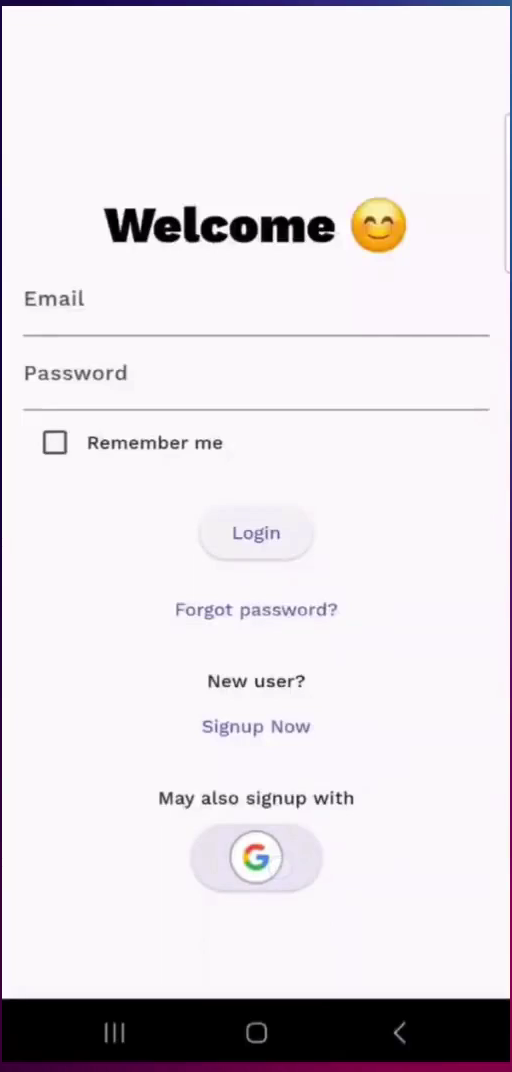 Welcome 😊
Email
Password
Remember me
Login
Forgot password?
New user?
Signup Now
May also signup with
G